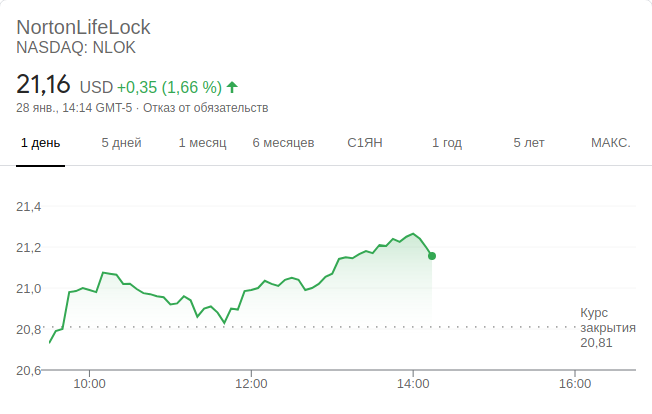 NortonLifeLock
NASDAQ: NLOK
21,16 USD +0,35 (1,66 %)
28 янв., 14:14 GMT-5 · Отказ от обязательств
1 день 5 дней 1 месяц 6 месяцев С1ЯН 1 год 5 лет МАКС.
21,4
21,2
21,0
20,8
20,6
Курс
закрытия
20,81
10:00 12:00 14:00 16:00